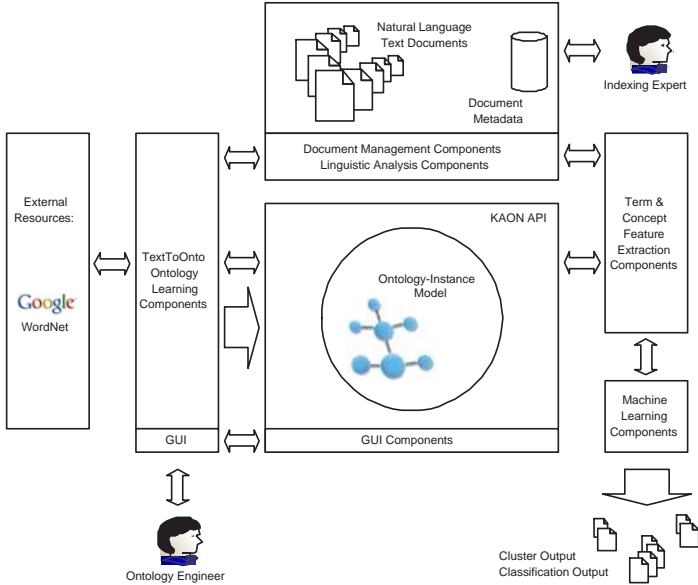 Natural Language
Text Documents
Document
Metadata
Indexing Expert
Document Management Components
Linguistic Analysis Components
External
Resources:
Google
WordNet
TextToOnto
Ontology
Learning
Components
GUI
KAON API
Ontology-Instance
Model
GUI Components
Term &
Concept
Feature
Extraction
Components
Machine
Learning
Components
Ontology Engineer
Cluster Output
Classification Output